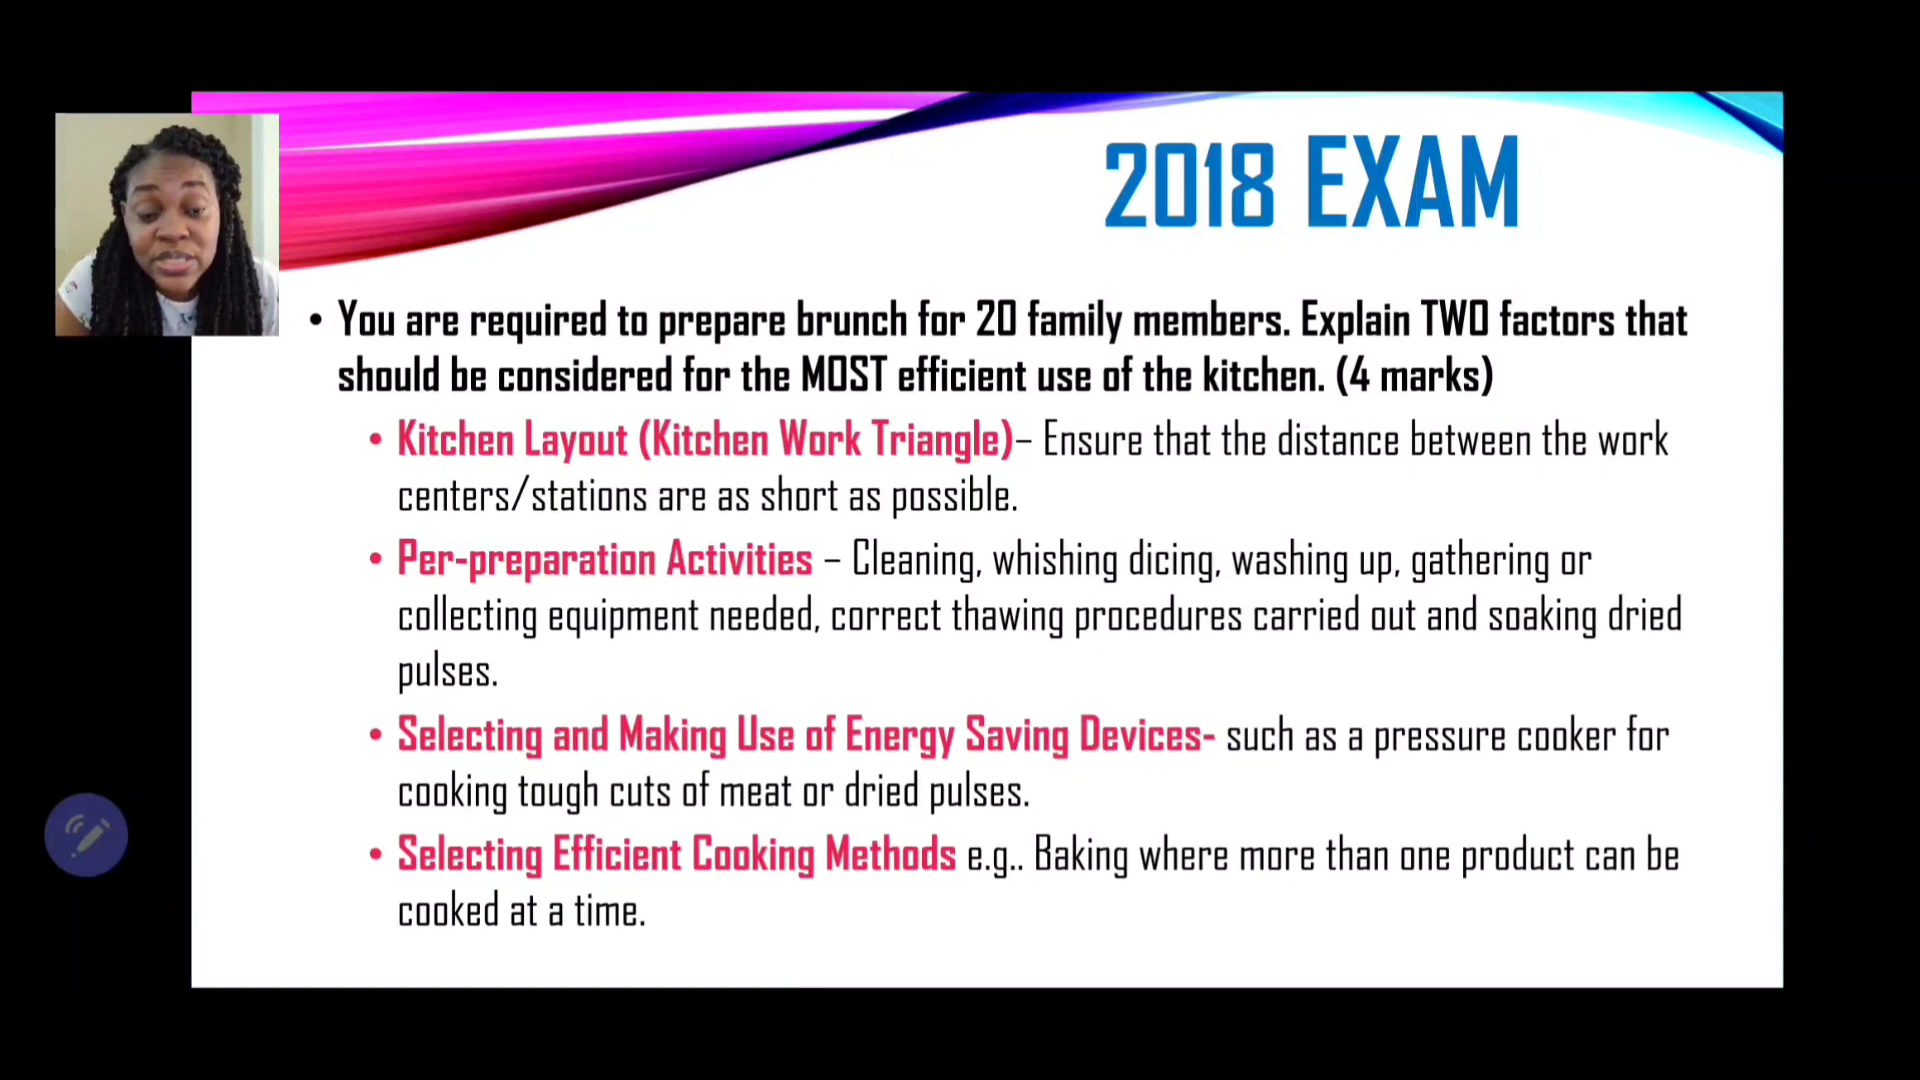 2018 EXAM
• You are required to prepare brunch for 20 family members. Explain TWO factors that
should be considered for the MOST efficient use of the kitchen. (4 marks)
• Kitchen Layout (Kitchen Work Triangle)– Ensure that the distance between the work
centers/stations are as short as possible.
• Per-preparation Activities – Cleaning, whishing dicing, washing up, gathering or
collecting equipment needed, correct thawing procedures carried out and soaking dried
pulses.
• Selecting and Making Use of Energy Saving Devices- such as a pressure cooker for
cooking tough cuts of meat or dried pulses.
• Selecting Efficient Cooking Methods e.g.. Baking where more than one product can be
cooked at a time.